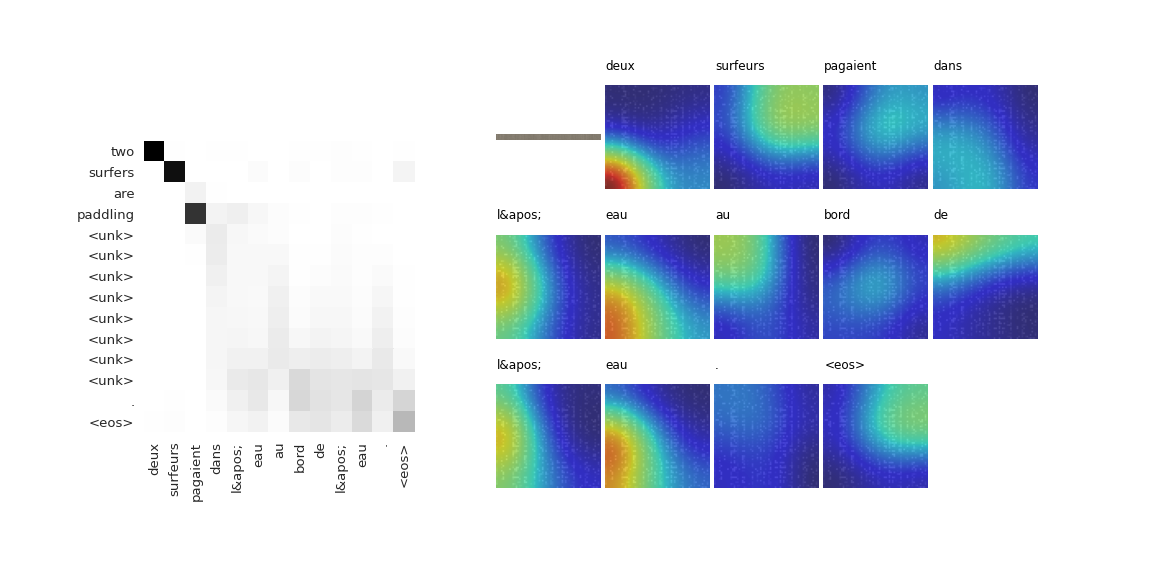 two
surfers
are
paddling
<unk>
<unk>
<unk>
<unk>
<unk>
<unk>
<unk>
<unk>
.
<eos>
deux surfeurs pagaient dans l&apos; eau au bord de l&apos; eau . <eos>
deux surfeurs pagaient dans
l&apos; eau au bord de
l&apos; eau . <eos>